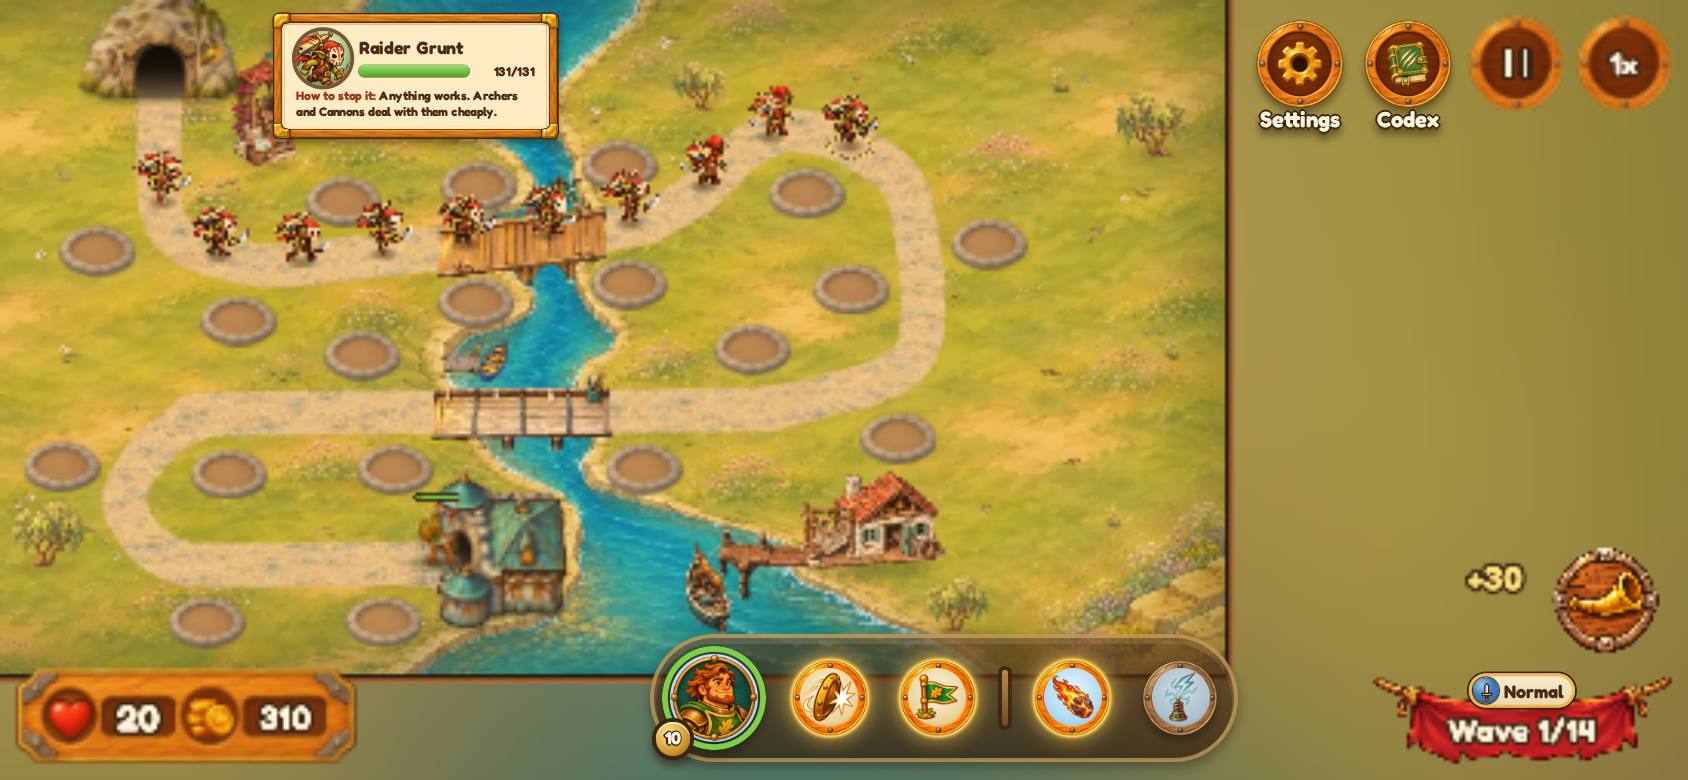 Raider Grunt
131/131
How to stop it: Anything works. Archers
and Cannons deal with them cheaply.
1x
Settings
Codex
+30
20
310
10
Normal
Wave 1/14